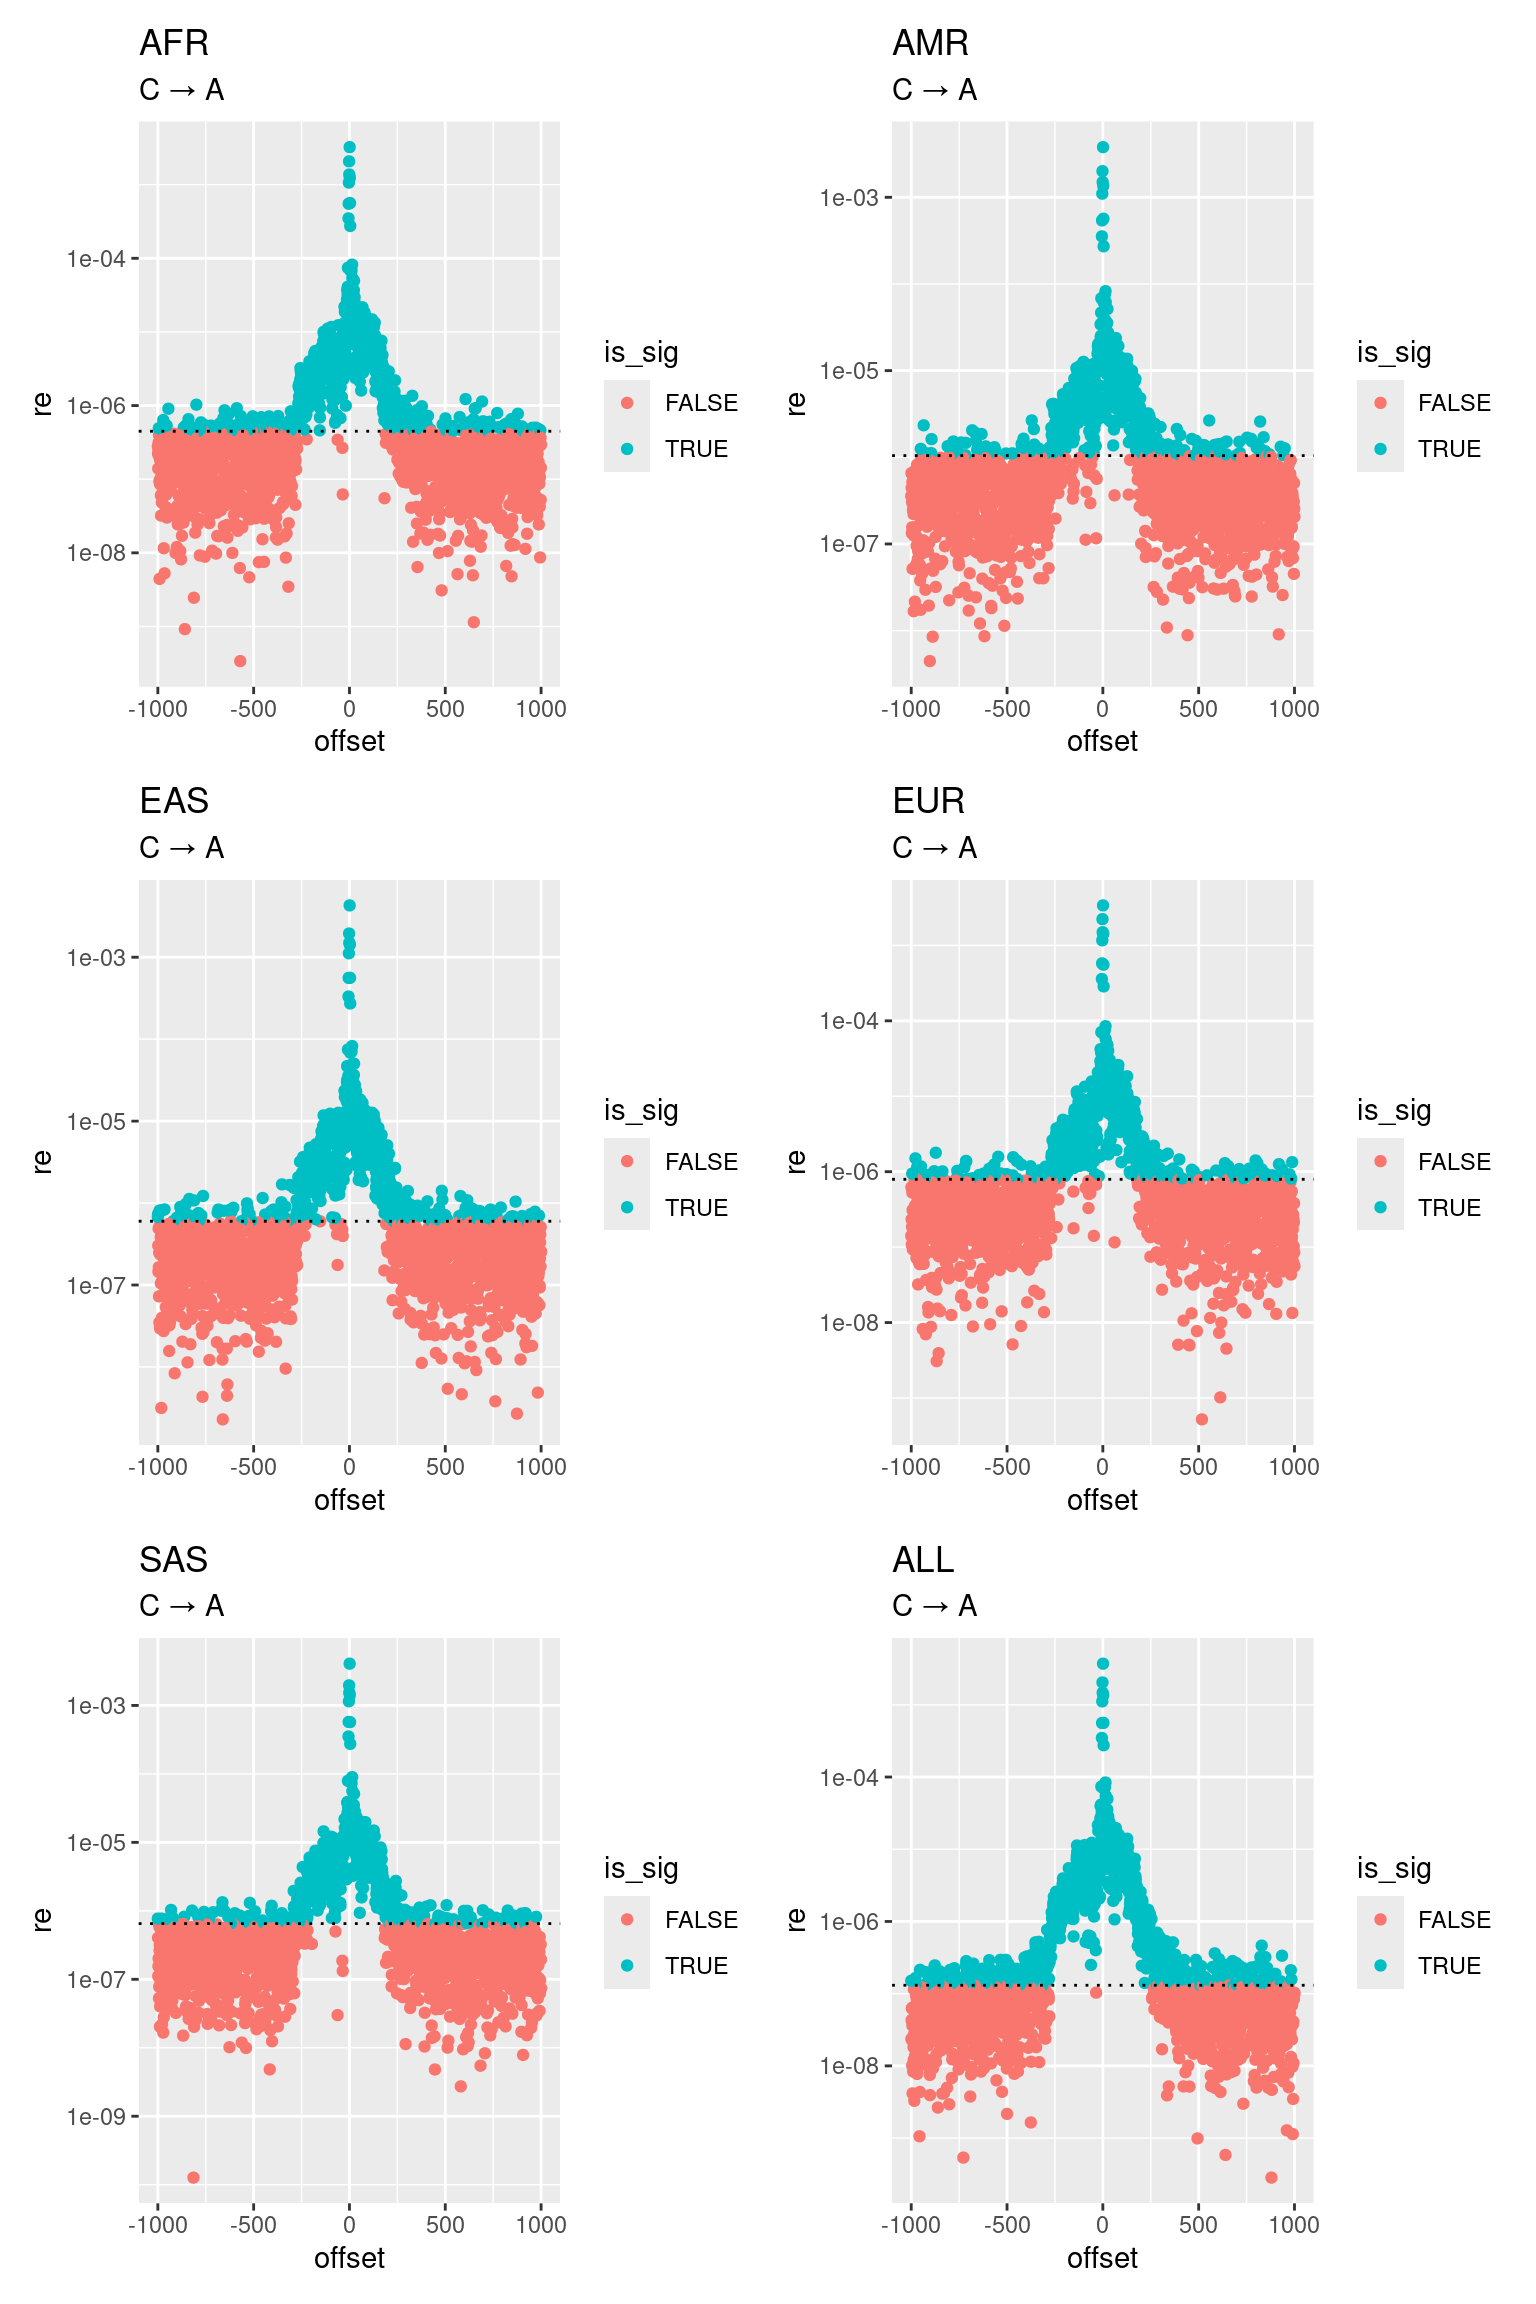 AFR
C → A
re
1e-04
1e-06
1e-08
-1000 -500 0 500 1000
offset
is_sig
FALSE
TRUE
AMR
C → A
re
1e-03
1e-05
1e-07
-1000 -500 0 500 1000
offset
is_sig
FALSE
TRUE
EAS
C → A
re
1e-03
1e-05
1e-07
-1000 -500 0 500 1000
offset
is_sig
FALSE
TRUE
EUR
C → A
re
1e-04
1e-06
1e-08
-1000 -500 0 500 1000
offset
is_sig
FALSE
TRUE
SAS
C → A
re
1e-03
1e-05
1e-07
1e-09
-1000 -500 0 500 1000
offset
is_sig
FALSE
TRUE
ALL
C → A
re
1e-04
1e-06
1e-08
-1000 -500 0 500 1000
offset
is_sig
FALSE
TRUE